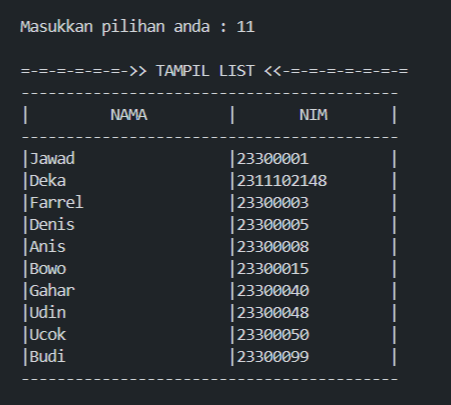 Masukkan pilihan anda : 11
=-=-=-=-=-=->> TAMPIL LIST <<-=-=-=-=-=-=-=
------------------------------------------
| NAMA | NIM |
------------------------------------------
|Jawad |23300001 |
|Deka |2311102148 |
|Farrel |23300003 |
|Denis |23300005 |
|Anis |23300008 |
|Bowo |23300015 |
|Gahar |23300040 |
|Udin |23300048 |
|Ucok |23300050 |
|Budi |23300099 |
------------------------------------------